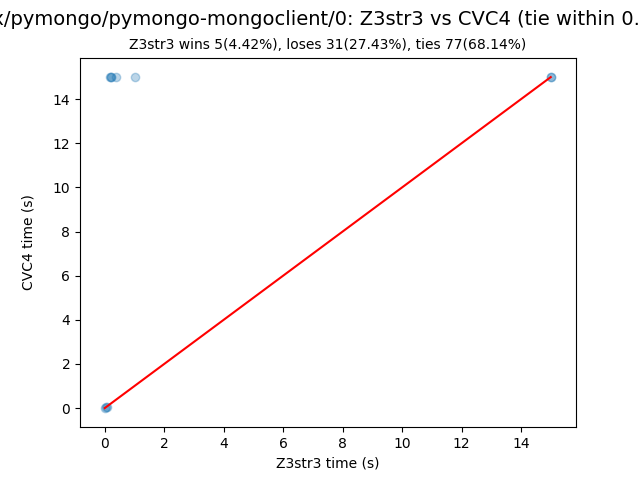 x/pymongo/pymongo-mongoclient/0: Z3str3 vs CVC4 (tie within 0.
Z3str3 wins 5(4.42%), loses 31(27.43%), ties 77(68.14%)
14
12
10
8
6
4
2
0
CVC4 time (s)
0 2 4 6 8 10 12 14
Z3str3 time (s)